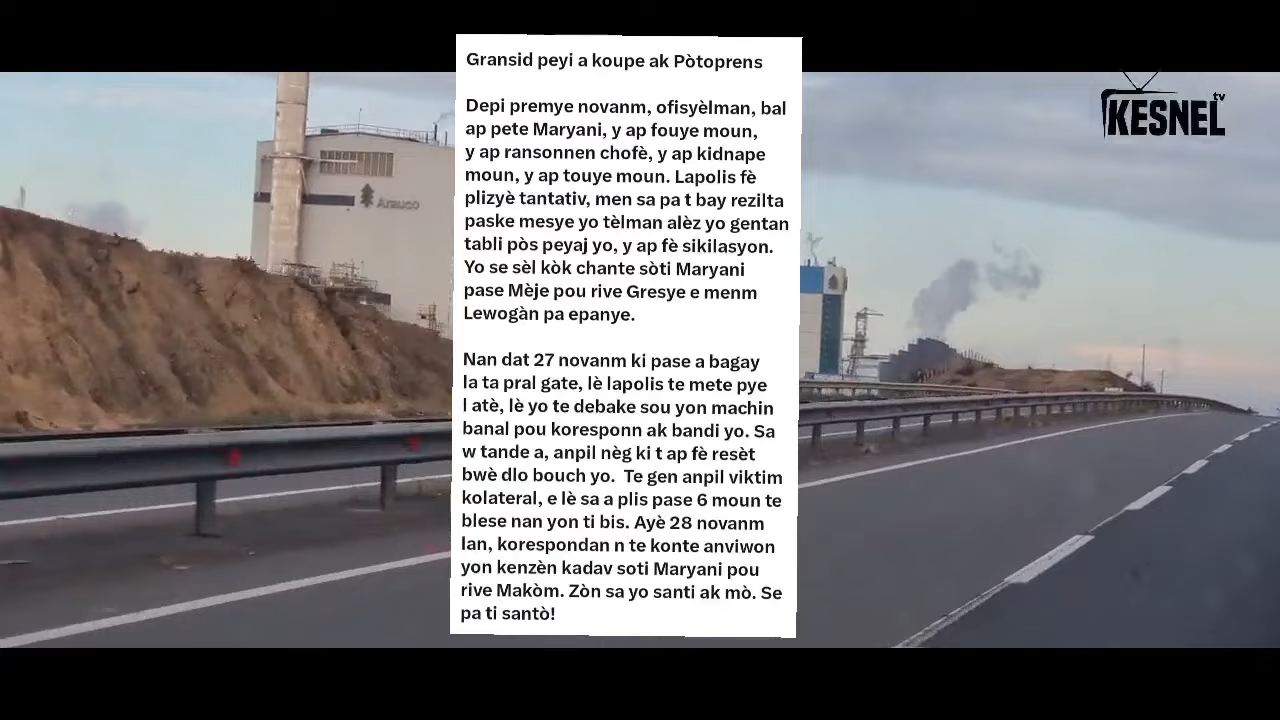 Gransid peyi a koupe ak Pòtoprens
Depi premye novanm, ofisyèlman, bal
ap pete Maryani, y ap fouye moun,
y ap ransonnen chofè, y ap kidnape
moun, y ap touye moun. Lapolis fè
plizyè tantativ, men sa pa t bay rezilta
paske mesye yo tèlman alèz yo gentan
tabli pòs peyaj yo, y ap fè sikilasyon.
Yo se sèl kòk chante sòti Maryani
pase Mèje pou rive Gresye e menm
Lewogàn pa epanye.
Nan dat 27 novanm ki pase a bagay
la ta pral gate, lè lapolis te mete pye
l atè, lè yo te debake sou yon machin
banal pou koresponn ak bandi yo. Sa
w tande a, anpil nèg ki t ap fè resèt
bwè dlo bouch yo.  Te gen anpil viktim
kolateral, e lè sa a plis pase 6 moun te
blese nan yon ti bis. Ayè 28 novanm
lan, korespondan n te konte anviwon
yon kenzèn kadav soti Maryani pou
rive Makòm. Zòn sa yo santi ak mò. Se
pa ti santò!
KESNEL tv
Arauco